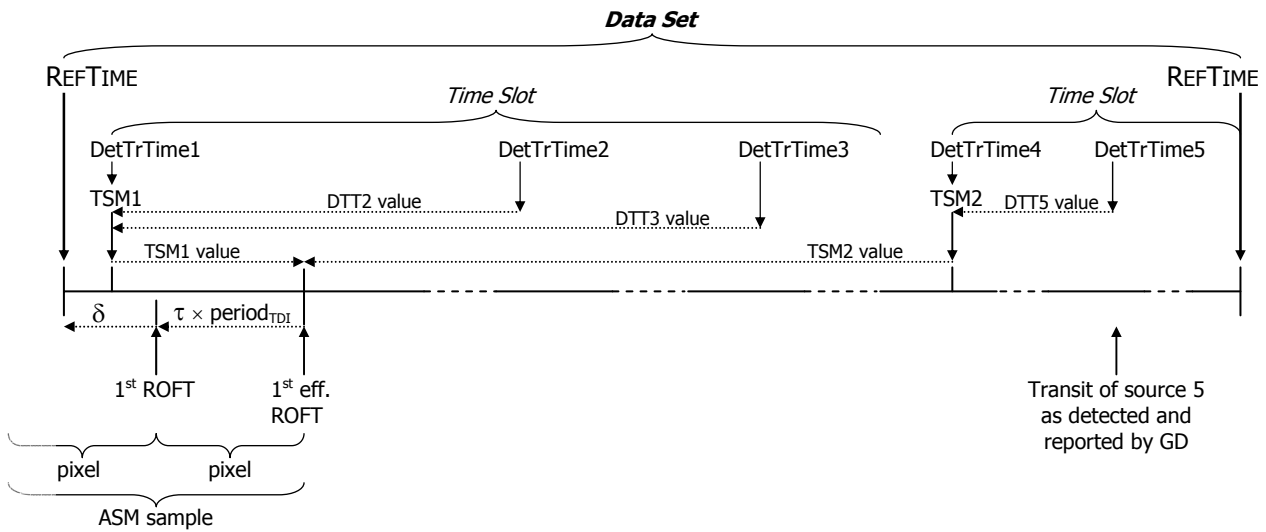 Data Set
REFTIME
REFTIME
Time Slot
Time Slot
DetTrTime1
DetTrTime2
DetTrTime3
DetTrTime4
DetTrTime5
TSM1
DTT2 value
TSM2
DTT5 value
DTT3 value
TSM1 value
TSM2 value
δ
τ × periodTDI
1st ROFT
1st eff.
ROFT
Transit of source 5
as detected and
reported by GD
pixel
pixel
ASM sample